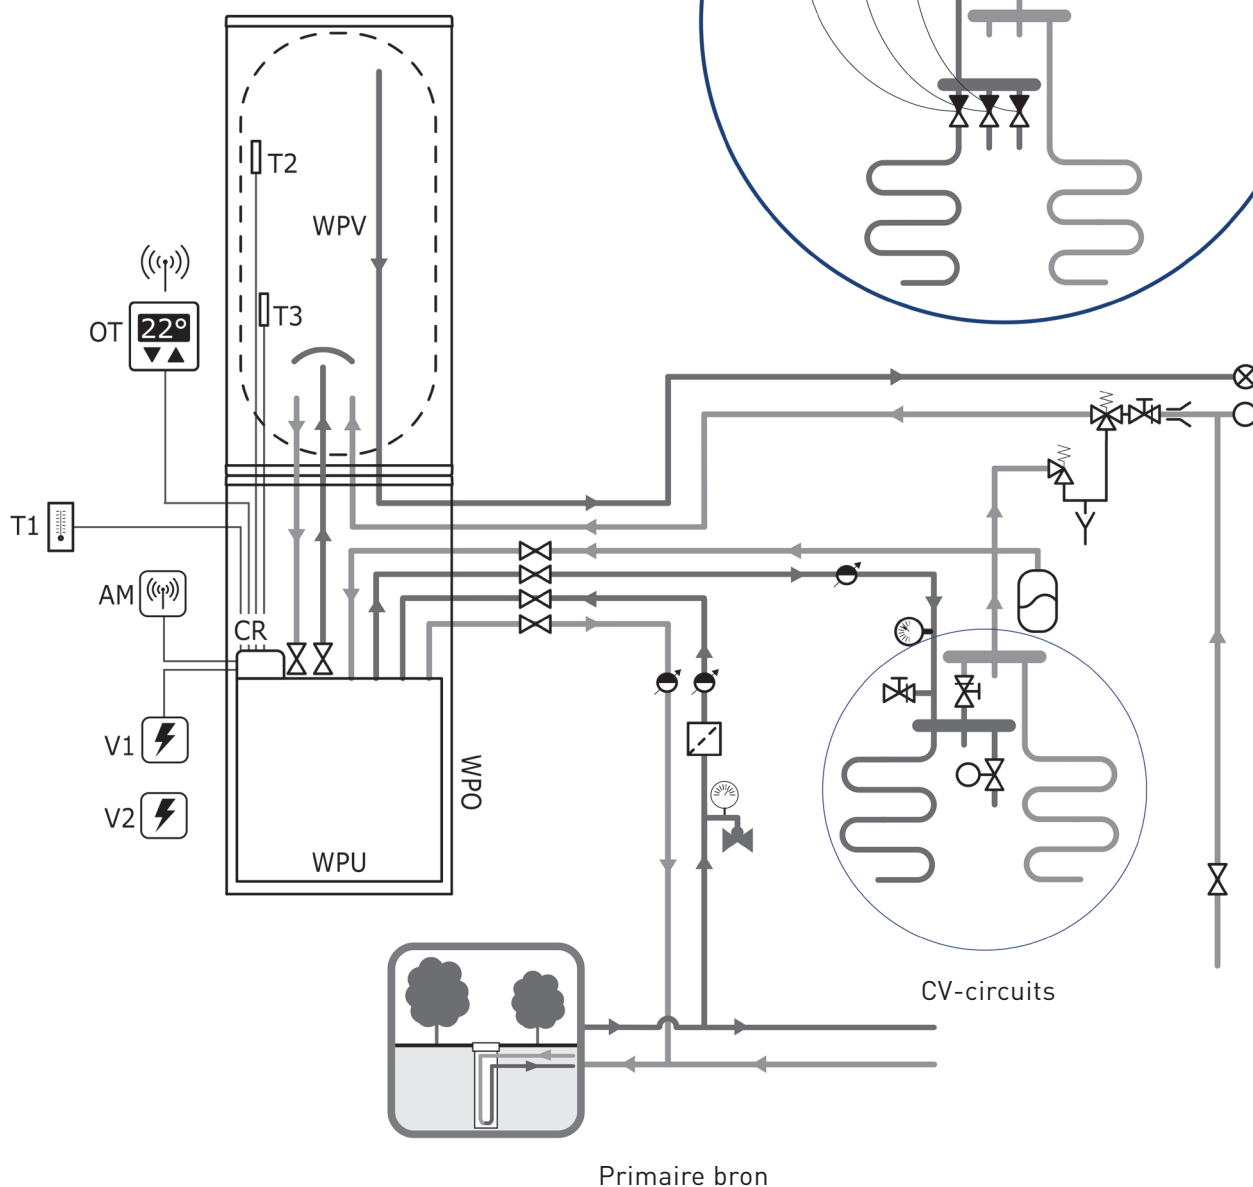 T2
WPV
T3
OT
22°
T1
AM
CR
V1
WPO
V2
WPU
CV-circuits
Primaire bron